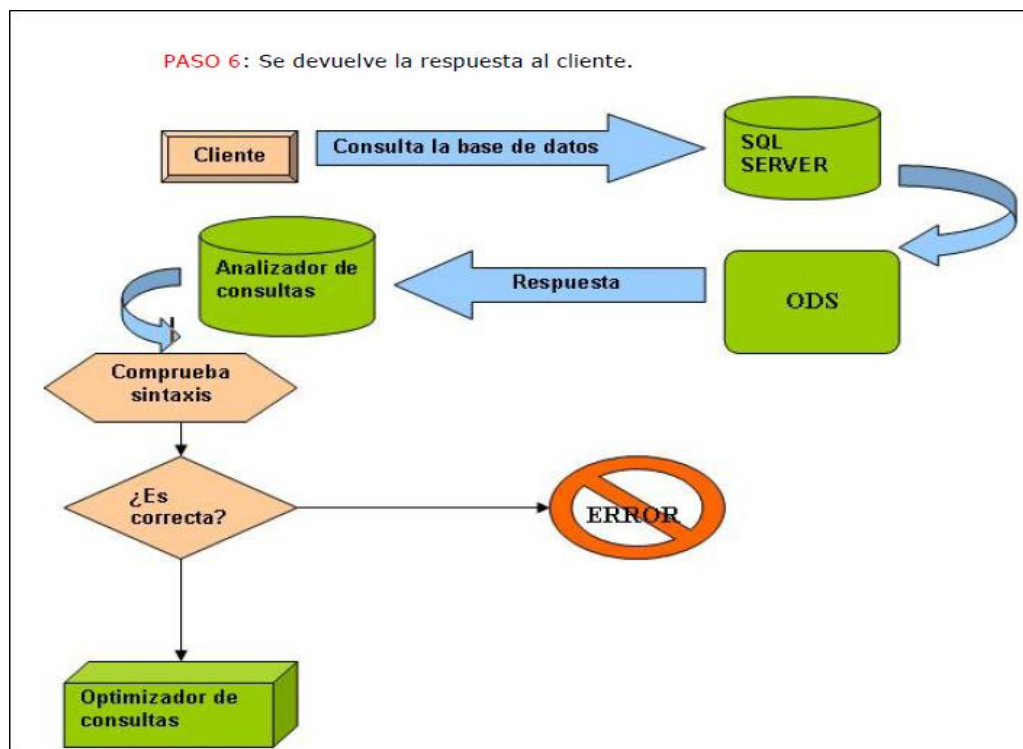 PASO 6: Se devuelve la respuesta al cliente.
Cliente
Consulta la base de datos
SQL
SERVER
Analizador de
consultas
Respuesta
ODS
Comprueba
sintaxis
¿Es
correcta?
ERROR
Optimizador de
consultas